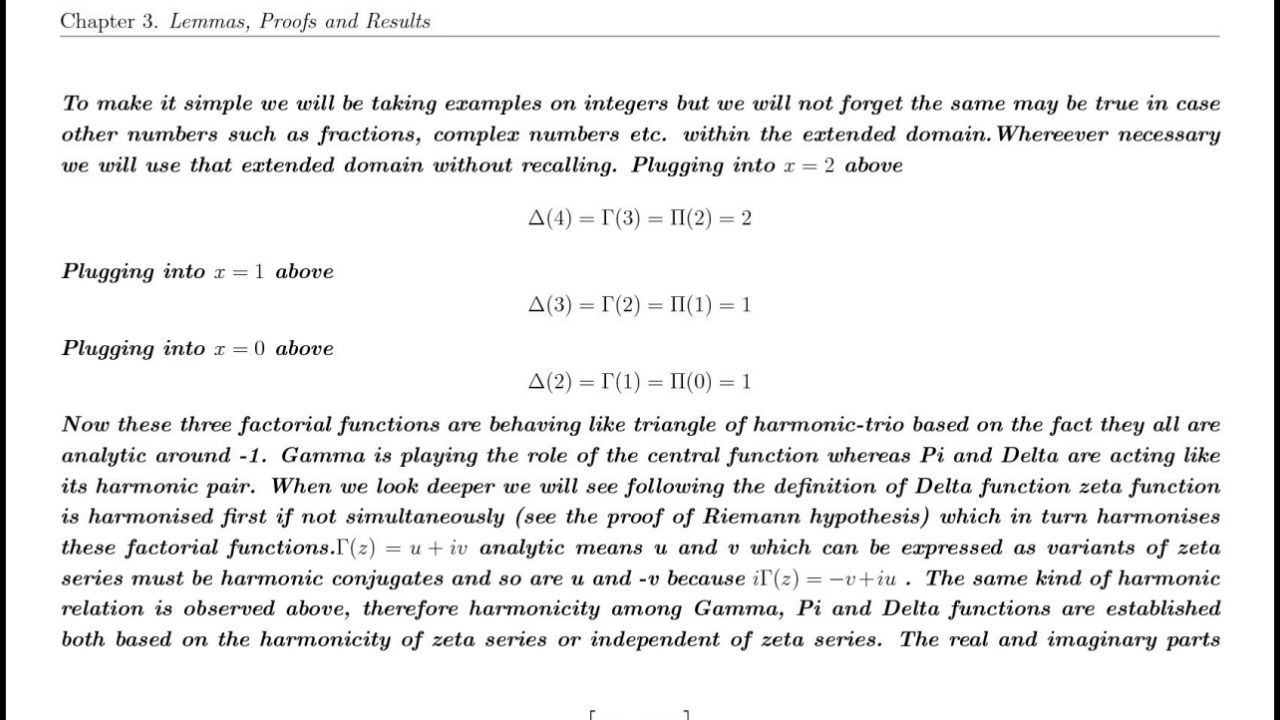 Chapter 3. Lemmas, Proofs and Results
To make it simple we will be taking examples on integers but we will not forget the same may be true in case
other numbers such as fractions, complex numbers etc. within the extended domain. Whereever necessary
we will use that extended domain without recalling. Plugging into x = 2 above
Δ(4) = Γ(3) = Π(2) = 2
Plugging into x = 1 above
Δ(3) = Γ(2) = Π(1) = 1
Plugging into x = 0 above
Δ(2) = Γ(1) = Π(0) = 1
Now these three factorial functions are behaving like triangle of harmonic-trio based on the fact they all are
analytic around -1. Gamma is playing the role of the central function whereas Pi and Delta are acting like
its harmonic pair. When we look deeper we will see following the definition of Delta function zeta function
is harmonised first if not simultaneously (see the proof of Riemann hypothesis) which in turn harmonises
these factorial functions.Γ(z) = u + iv analytic means u and v which can be expressed as variants of zeta
series must be harmonic conjugates and so are u and -v because iΓ(z) = −v+iu . The same kind of harmonic
relation is observed above, therefore harmonicity among Gamma, Pi and Delta functions are established
both based on the harmonicity of zeta series or independent of zeta series. The real and imaginary parts